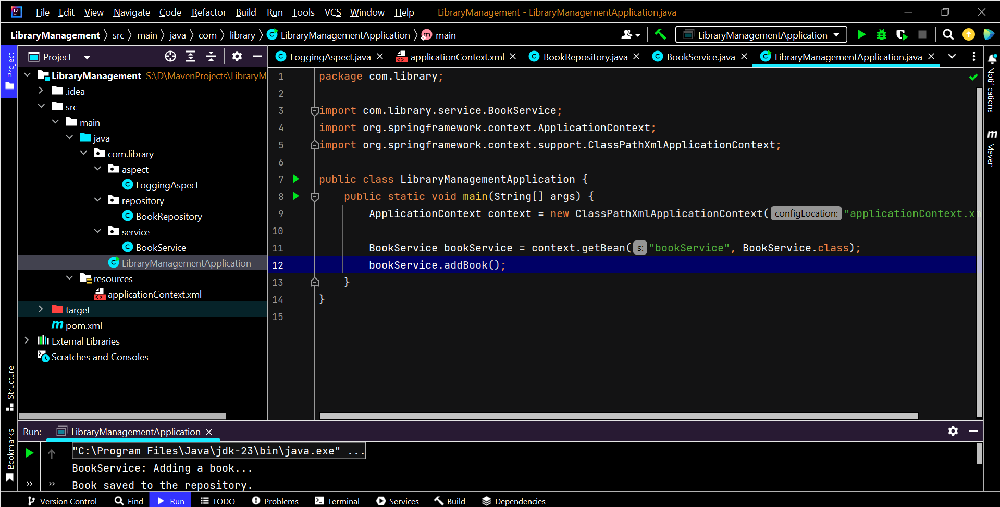 File Edit View Navigate Code Refactor Build Run Tools VCS Window Help LibraryManagement - LibraryManagementApplication.java
LibraryManagement src main java com library LibraryManagementApplication main LibraryManagementApplication
Project
LoggingAspect.java applicationContext.xml BookRepository.java BookService.java LibraryManagementApplication.java
Project
Structure
Bookmarks
LibraryManagement S:\D\MavenProjects\LibraryM
.idea
src
main
java
com.library
aspect
LoggingAspect
repository
BookRepository
service
BookService
LibraryManagementApplication
resources
applicationContext.xml
target
pom.xml
External Libraries
Scratches and Consoles
1 package com.library;
2
3 import com.library.service.BookService;
4 import org.springframework.context.ApplicationContext;
5 import org.springframework.context.support.ClassPathXmlApplicationContext;
6
7 public class LibraryManagementApplication {
8 public static void main(String[] args) {
9 ApplicationContext context = new ClassPathXmlApplicationContext( configLocation: "applicationContext.xm
10
11 BookService bookService = context.getBean( s: "bookService", BookService.class);
12 bookService.addBook();
13 }
14 }
15
Notifications
m
Maven
Run: LibraryManagementApplication
"C:\Program Files\Java\jdk-23\bin\java.exe" ...
BookService: Adding a book...
Book saved to the repository.
Version Control Find Run TODO Problems Terminal Services Build Dependencies